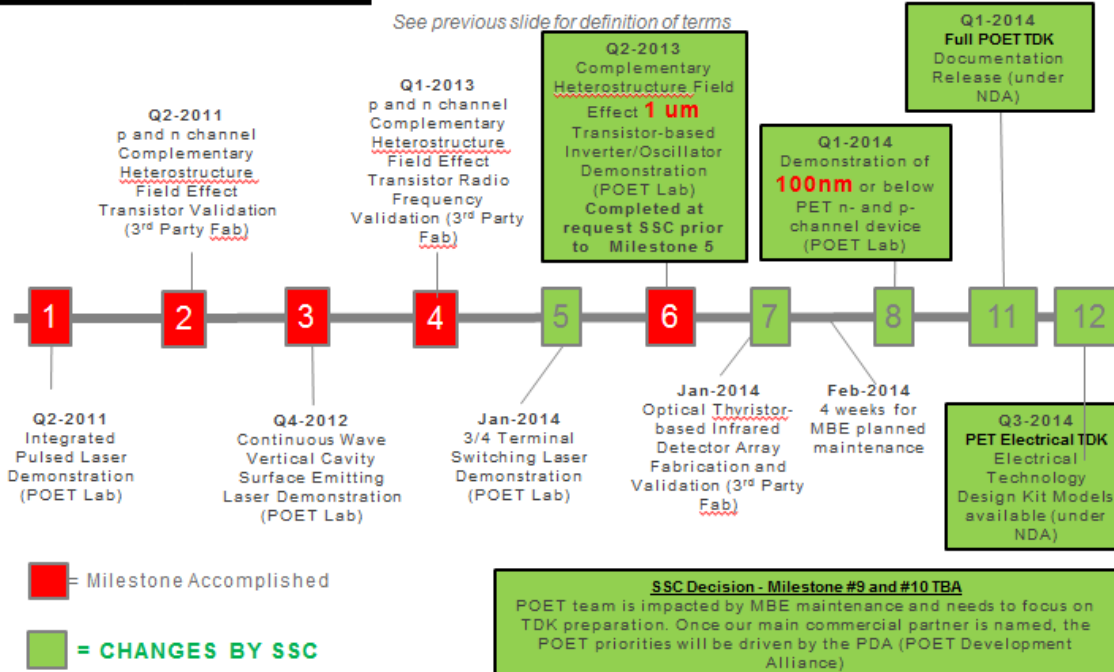 See previous slide for definition of terms
Q2-2011
p and n channel
Complementary
Heterostructure
Field Effect
Transistor Validation
(3rd Party Fab)
Q1-2013
p and n channel
Complementary
Heterostructure
Field Effect
Transistor Radio
Frequency
Validation (3rd Party
Fab)
Q2-2013
Complementary
Heterostructure Field
Effect 1 um
Transistor-based
Inverter/Oscillator
Demonstration
(POET Lab)
Completed at
request SSC prior
to Milestone 5
Q1-2014
Demonstration of
100nm or below
PET n- and p-
channel device
(POET Lab)
Q1-2014
Full POET TDK
Documentation
Release (under
NDA)
1
2
3
4
5
6
7
8
11
12
Q2-2011
Integrated
Pulsed Laser
Demonstration
(POET Lab)
Q4-2012
Continuous Wave
Vertical Cavity
Surface Emitting
Laser Demonstration
(POET Lab)
Jan-2014
3/4 Terminal
Switching Laser
Demonstration
(POET Lab)
Jan-2014
Optical Thyristor-
based Infrared
Detector Array
Fabrication and
Validation (3rd Party
Fab)
Feb-2014
4 weeks for
MBE planned
maintenance
Q3-2014
PET Electrical TDK
Electrical
Technology
Design Kit Models
available (under
NDA)
= Milestone Accomplished
= CHANGES BY SSC
SSC Decision - Milestone #9 and #10 TBA
POET team is impacted by MBE maintenance and needs to focus on
TDK preparation. Once our main commercial partner is named, the
POET priorities will be driven by the PDA (POET Development
Alliance)